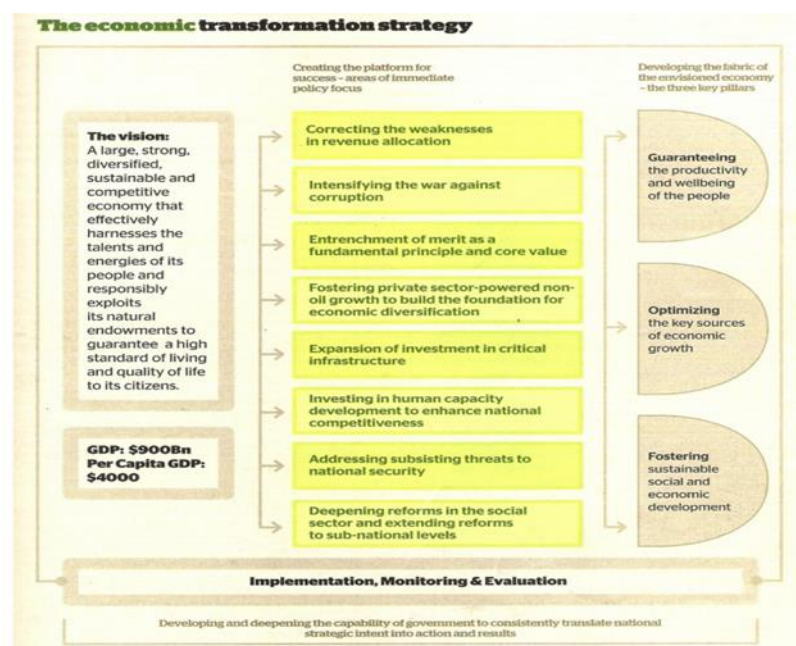 The economic transformation strategy
Creating the platform for
success – areas of immediate
policy focus
Developing the fabric of
the envisioned economy
– the three key pillars
The vision:
A large, strong,
diversified,
sustainable and
competitive
economy that
effectively
harnesses the
talents and
energies of its
people and
responsibly
exploits
its natural
endowments to
guarantee a high
standard of living
and quality of life
to its citizens.
GDP: $900Bn
Per Capita GDP:
$4000
Correcting the weaknesses
in revenue allocation
Intensifying the war against
corruption
Entrenchment of merit as a
fundamental principle and core value
Fostering private sector-powered non-
oil growth to build the foundation for
economic diversification
Expansion of investment in critical
infrastructure
Investing in human capacity
development to enhance national
competitiveness
Addressing subsisting threats to
national security
Deepening reforms in the social
sector and extending reforms
to sub-national levels
Guaranteeing
the productivity
and wellbeing
of the people
Optimizing
the key sources
of economic
growth
Fostering
sustainable
social and
economic
development
Implementation, Monitoring & Evaluation
Developing and deepening the capability of government to consistently translate national
strategic intent into action and results